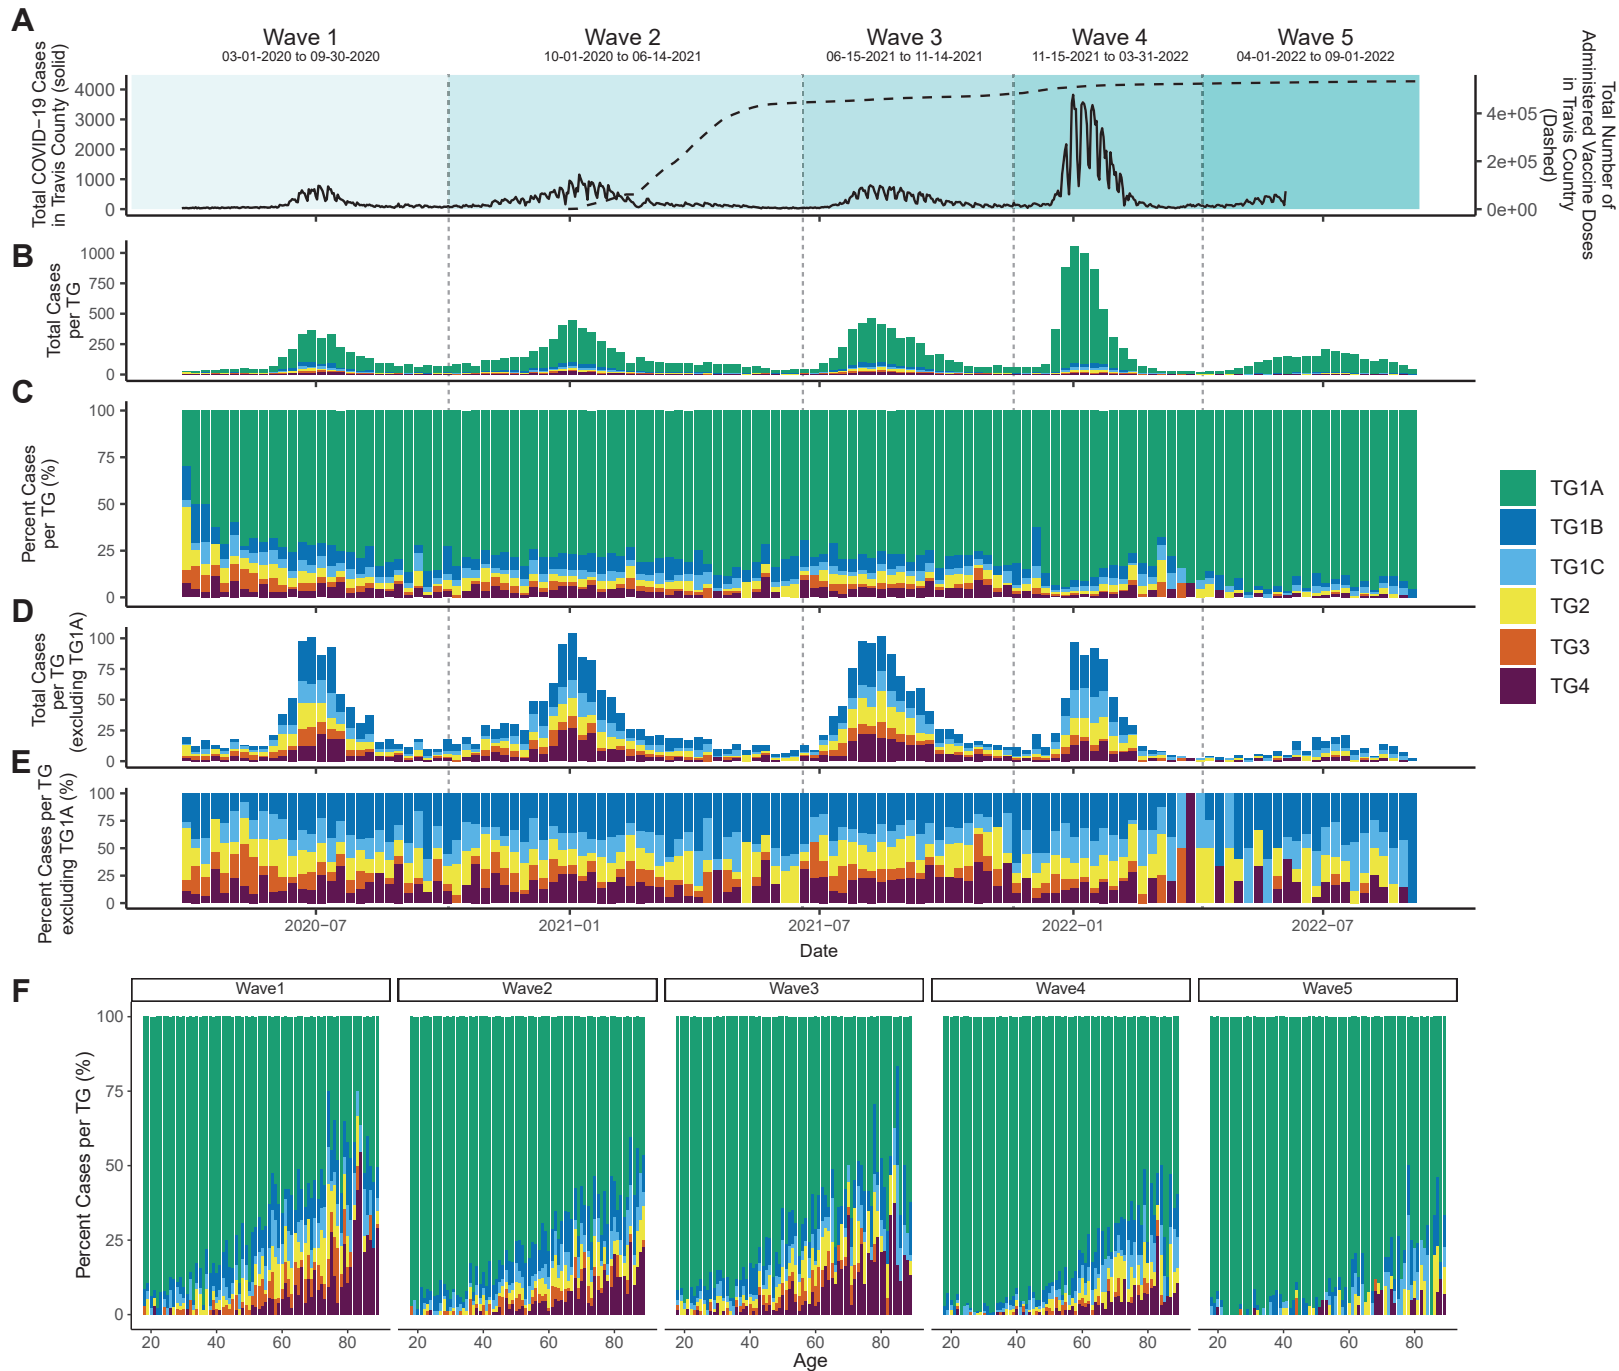 A
Wave 1
03-01-2020 to 09-30-2020
Wave 2
10-01-2020 to 06-14-2021
Wave 3
06-15-2021 to 11-14-2021
Wave 4
11-15-2021 to 03-31-2022
Wave 5
04-01-2022 to 09-01-2022
Total COVID−19 Cases
in Travis County (solid)
4000
3000
2000
1000
0
4e+05
2e+05
0e+00
Total Number of
Administered Vaccine Doses
in Travis Country
(Dashed)
B
Total Cases
per TG
1000
750
500
250
0
C
Percent Cases
per TG (%)
100
75
50
25
0
TG1A
TG1B
TG1C
TG2
TG3
TG4
D
Total Cases
per TG
(excluding TG1A)
100
75
50
25
0
E
Percent Cases per TG
excluding TG1A (%)
100
75
50
25
0
2020−07
2021−01
2021−07
2022−01
2022−07
Date
F
Wave1
Wave2
Wave3
Wave4
Wave5
Percent Cases per TG (%)
100
75
50
25
0
20 40 60 80
20 40 60 80
20 40 60 80
20 40 60 80
20 40 60 80
Age